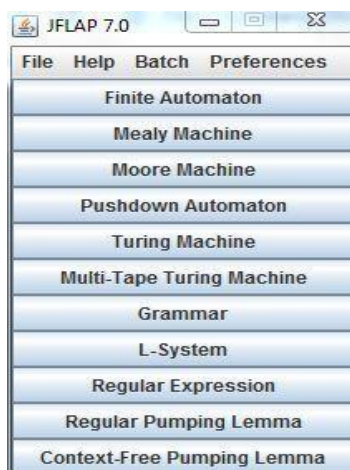 JFLAP 7.0
File Help Batch Preferences
Finite Automaton
Mealy Machine
Moore Machine
Pushdown Automaton
Turing Machine
Multi-Tape Turing Machine
Grammar
L-System
Regular Expression
Regular Pumping Lemma
Context-Free Pumping Lemma